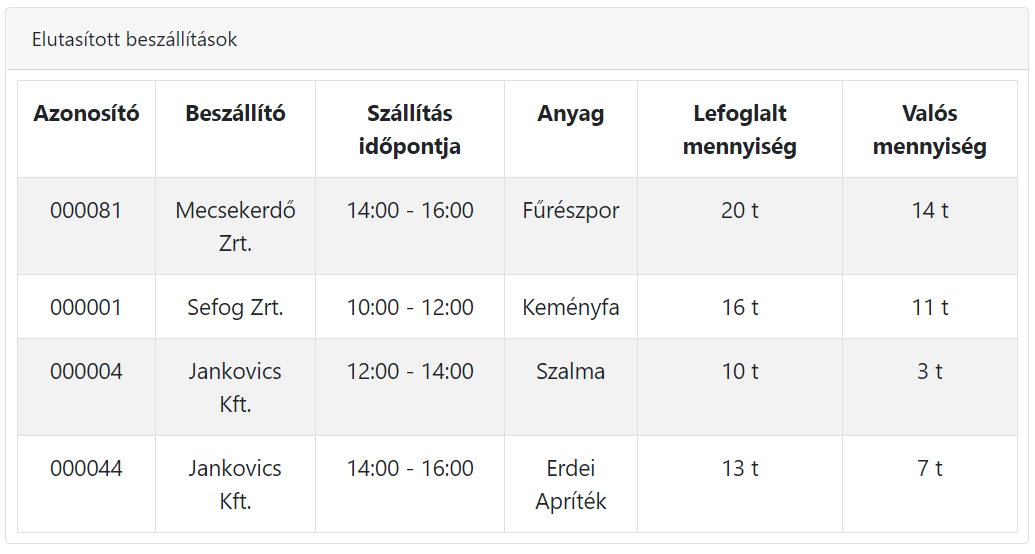 Elutasított beszállítások
Azonosító Beszállító Szállítás időpontja Anyag Lefoglalt mennyiség Valós mennyiség
000081 Mecsekerdő Zrt. 14:00 - 16:00 Fűrészpor 20 t 14 t
000001 Sefog Zrt. 10:00 - 12:00 Keményfa 16 t 11 t
000004 Jankovics Kft. 12:00 - 14:00 Szalma 10 t 3 t
000044 Jankovics Kft. 14:00 - 16:00 Erdei Apríték 13 t 7 t